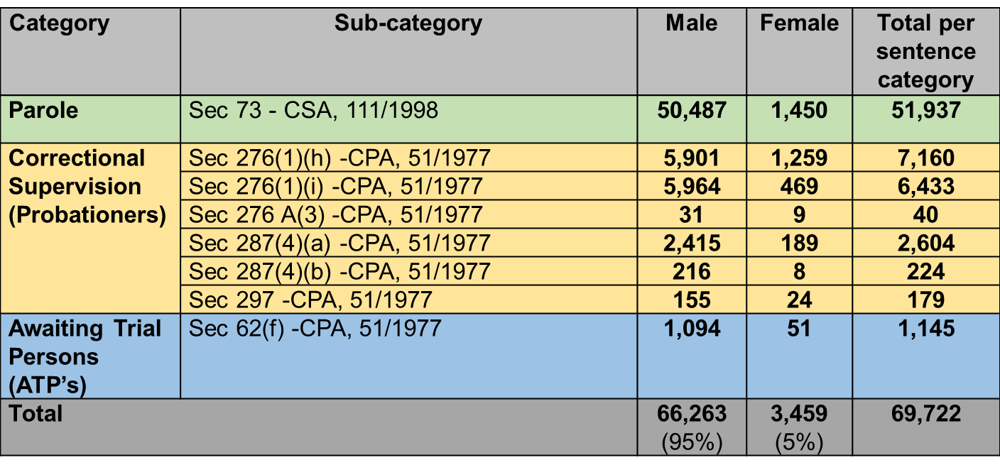 Category Sub-category Male Female Total per sentence category
Parole Sec 73 - CSA, 111/1998 50,487 1,450 51,937
Correctional Supervision (Probationers) Sec 276(1)(h) -CPA, 51/1977 5,901 1,259 7,160
Sec 276(1)(i) -CPA, 51/1977 5,964 469 6,433
Sec 276 A(3) -CPA, 51/1977 31 9 40
Sec 287(4)(a) -CPA, 51/1977 2,415 189 2,604
Sec 287(4)(b) -CPA, 51/1977 216 8 224
Sec 297 -CPA, 51/1977 155 24 179
Awaiting Trial Persons (ATP’s) Sec 62(f) -CPA, 51/1977 1,094 51 1,145
Total 66,263 (95%) 3,459 (5%) 69,722